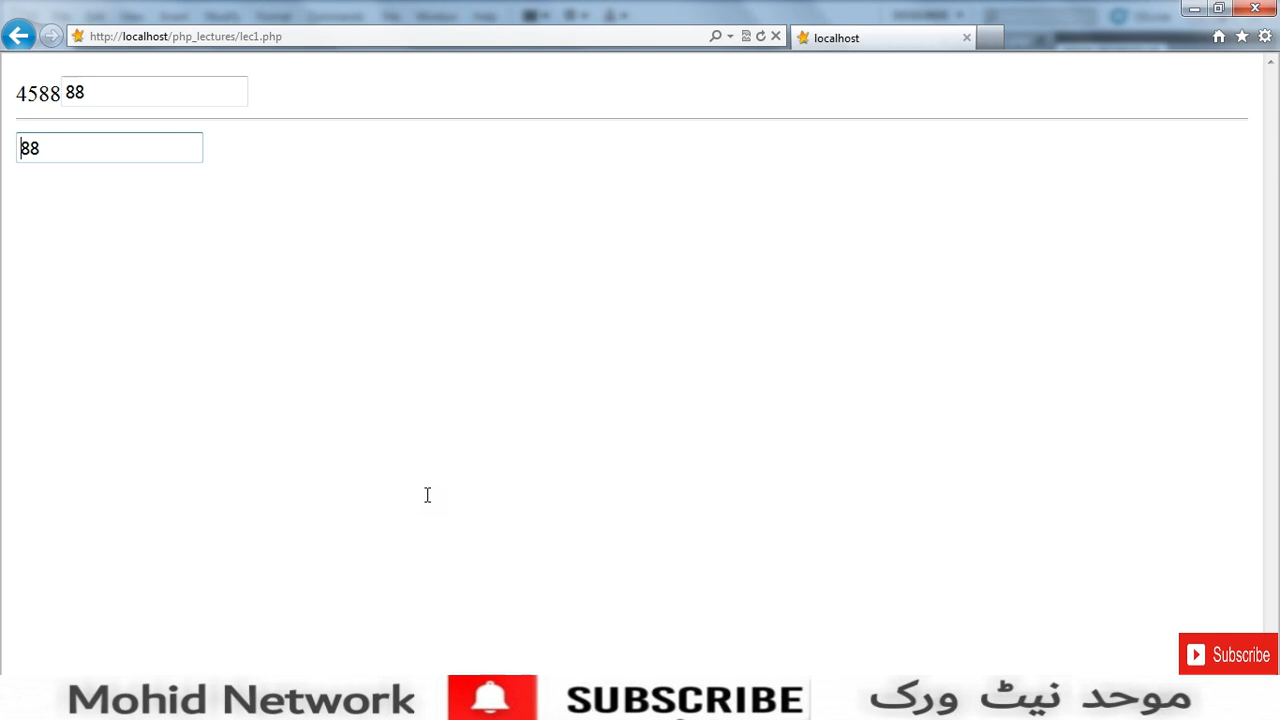 http://localhost/php_lectures/lec1.php
localhost
4588 88
88
Subscribe
Mohid Network SUBSCRIBE موحد نیٹ ورک